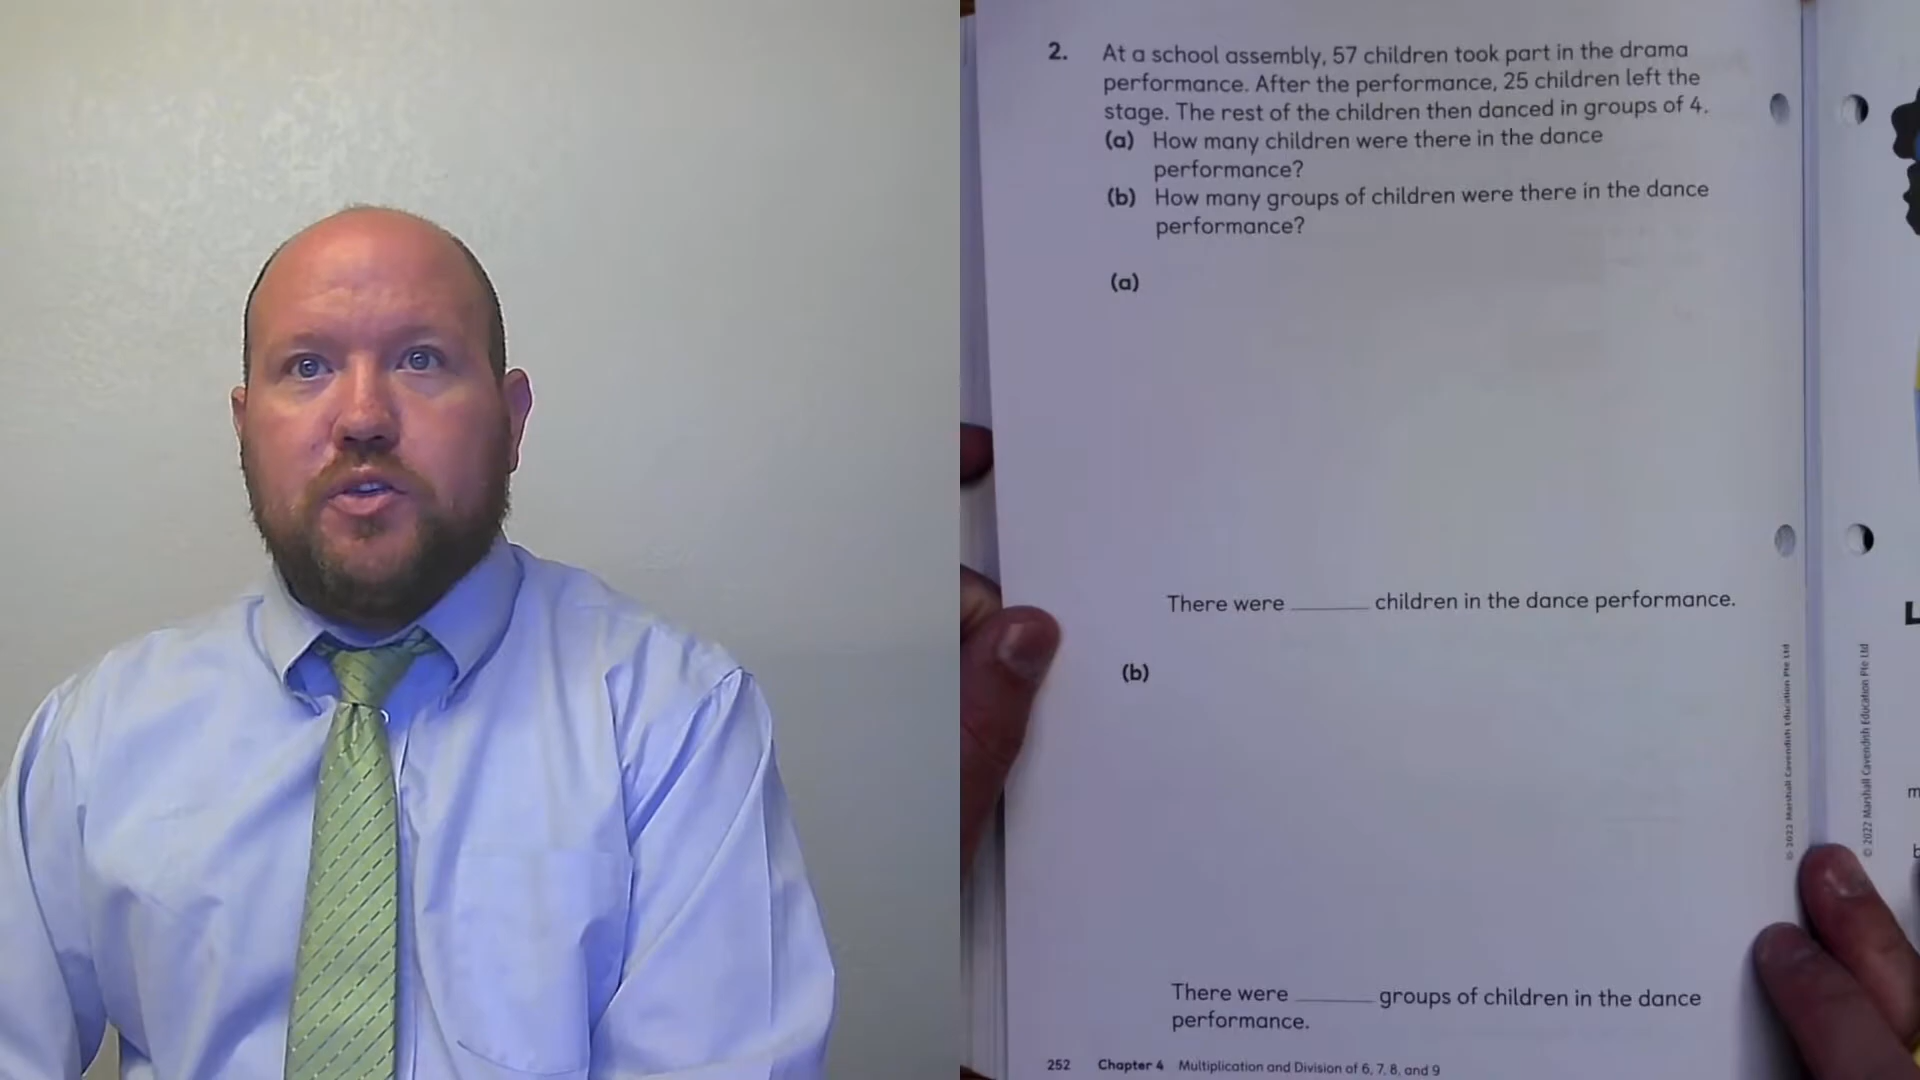 2. At a school assembly, 57 children took part in the drama
performance. After the performance, 25 children left the
stage. The rest of the children then danced in groups of 4.
(a) How many children were there in the dance
performance?
(b) How many groups of children were there in the dance
performance?
(a)
There were ______ children in the dance performance.
(b)
There were ______ groups of children in the dance
performance.
252 Chapter 4 Multiplication and Division of 6, 7, 8, and 9
© 2022 Marshall Cavendish Education Pte Ltd
© 2022 Marshall Cavendish Education Pte Ltd